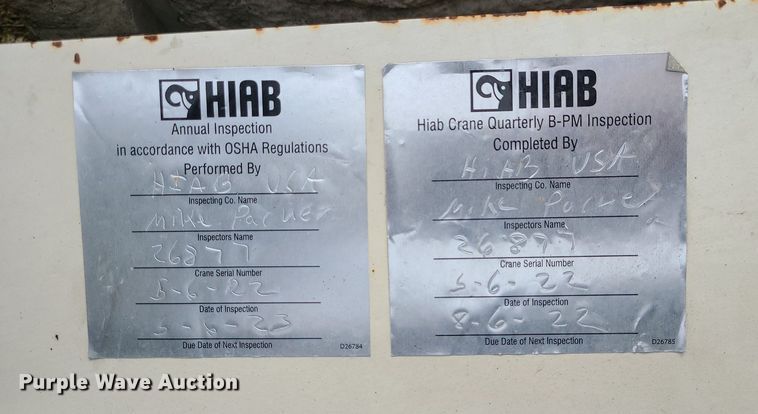 HIAB
Annual Inspection
in accordance with OSHA Regulations
Performed By
HIAG USA
Inspecting Co. Name
Mike Pacher
Inspectors Name
26877
Crane Serial Number
5-6-22
Date of Inspection
5-6-23
Due Date of Next Inspection
D26784
HIAB
Hiab Crane Quarterly B-PM Inspection
Completed By
HiAB USA
Inspecting Co. Name
Mike Pacher
Inspectors Name
26877
Crane Serial Number
5-6-22
Date of Inspection
8-6-22
Due Date of Next Inspection
D26785
Purple Wave Auction